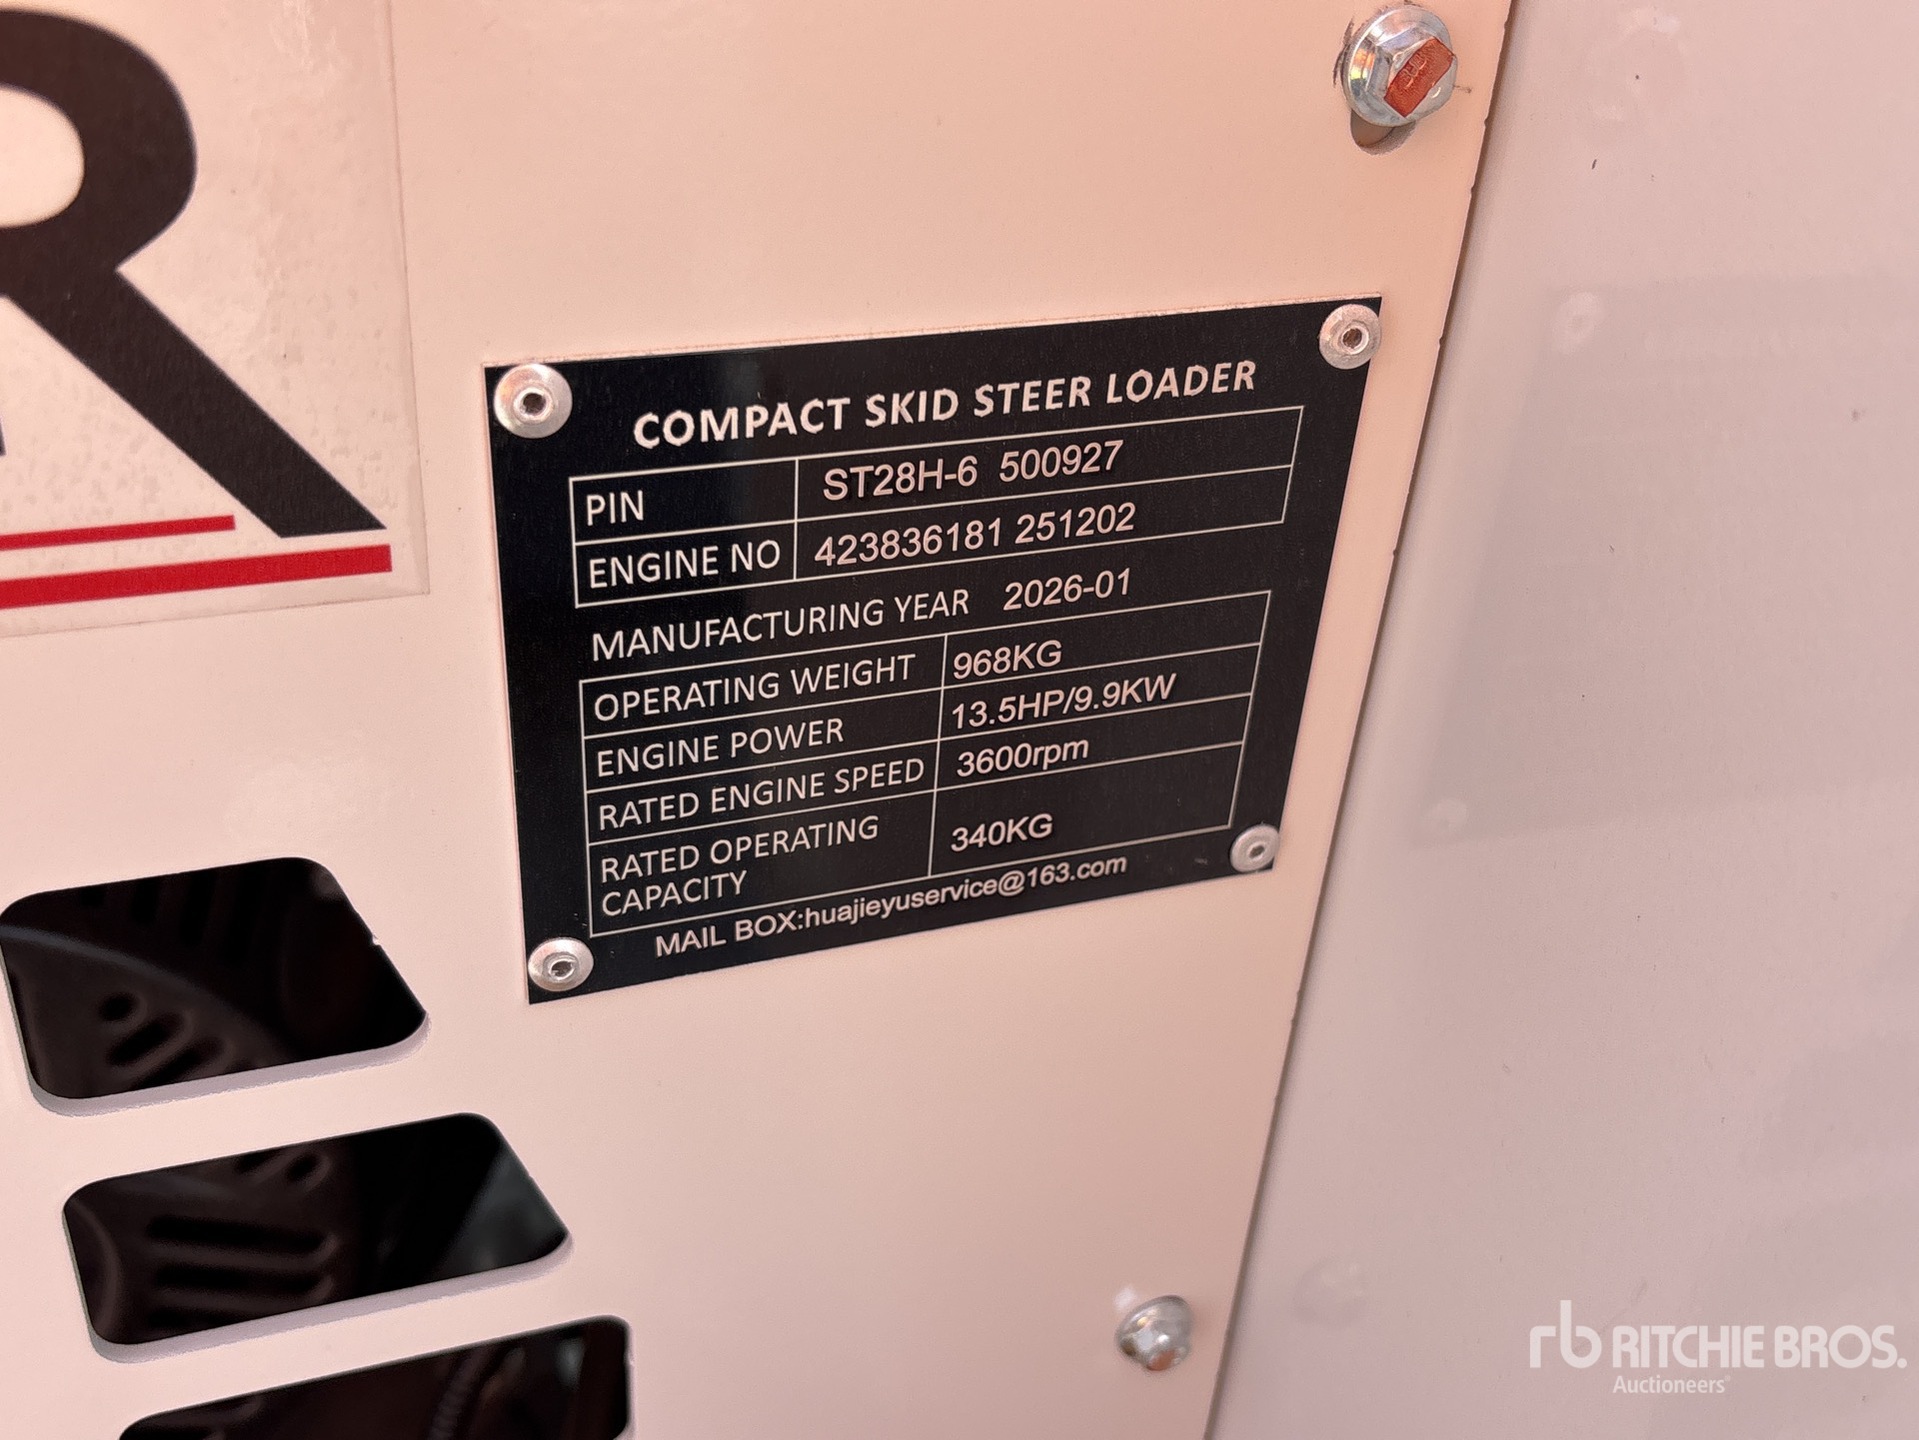 R
COMPACT SKID STEER LOADER
PIN ST28H-6 500927
ENGINE NO 423836181 251202
MANUFACTURING YEAR 2026-01
OPERATING WEIGHT 968KG
ENGINE POWER 13.5HP/9.9KW
RATED ENGINE SPEED 3600rpm
RATED OPERATING
CAPACITY 340KG
MAIL BOX:huajieyuservice@163.com
rb RITCHIE BROS.
Auctioneers